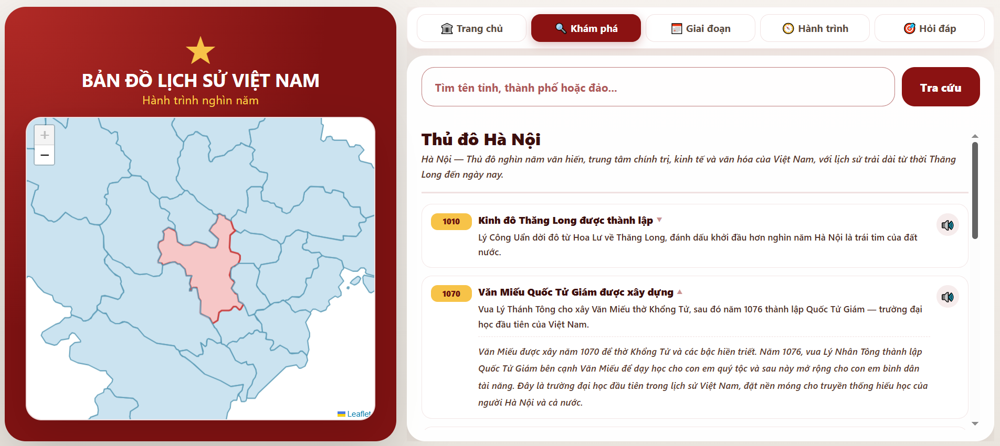 BẢN ĐỒ LỊCH SỬ VIỆT NAM
Hành trình nghìn năm
+
−
Leaflet
Trang chủ
Khám phá
Giai đoạn
Hành trình
Hỏi đáp
Tìm tên tỉnh, thành phố hoặc đảo...
Tra cứu
Thủ đô Hà Nội
Hà Nội — Thủ đô nghìn năm văn hiến, trung tâm chính trị, kinh tế và văn hóa của Việt Nam, với lịch sử trải dài từ thời Thăng
Long đến ngày nay.
1010
Kinh đô Thăng Long được thành lập
Lý Công Uẩn dời đô từ Hoa Lư về Thăng Long, đánh dấu khởi đầu hơn nghìn năm Hà Nội là trái tim của đất
nước.
1070
Văn Miếu Quốc Tử Giám được xây dựng
Vua Lý Thánh Tông cho xây Văn Miếu thờ Khổng Tử, sau đó năm 1076 thành lập Quốc Tử Giám — trường đại
học đầu tiên của Việt Nam.
Văn Miếu được xây năm 1070 để thờ Khổng Tử và các bậc hiền triết. Năm 1076, vua Lý Nhân Tông thành lập
Quốc Tử Giám bên cạnh Văn Miếu để dạy học cho con em quý tộc và sau này mở rộng cho con em bình dân
tài năng. Đây là trường đại học đầu tiên trong lịch sử Việt Nam, đặt nền móng cho truyền thống hiếu học của
người Hà Nội và cả nước.